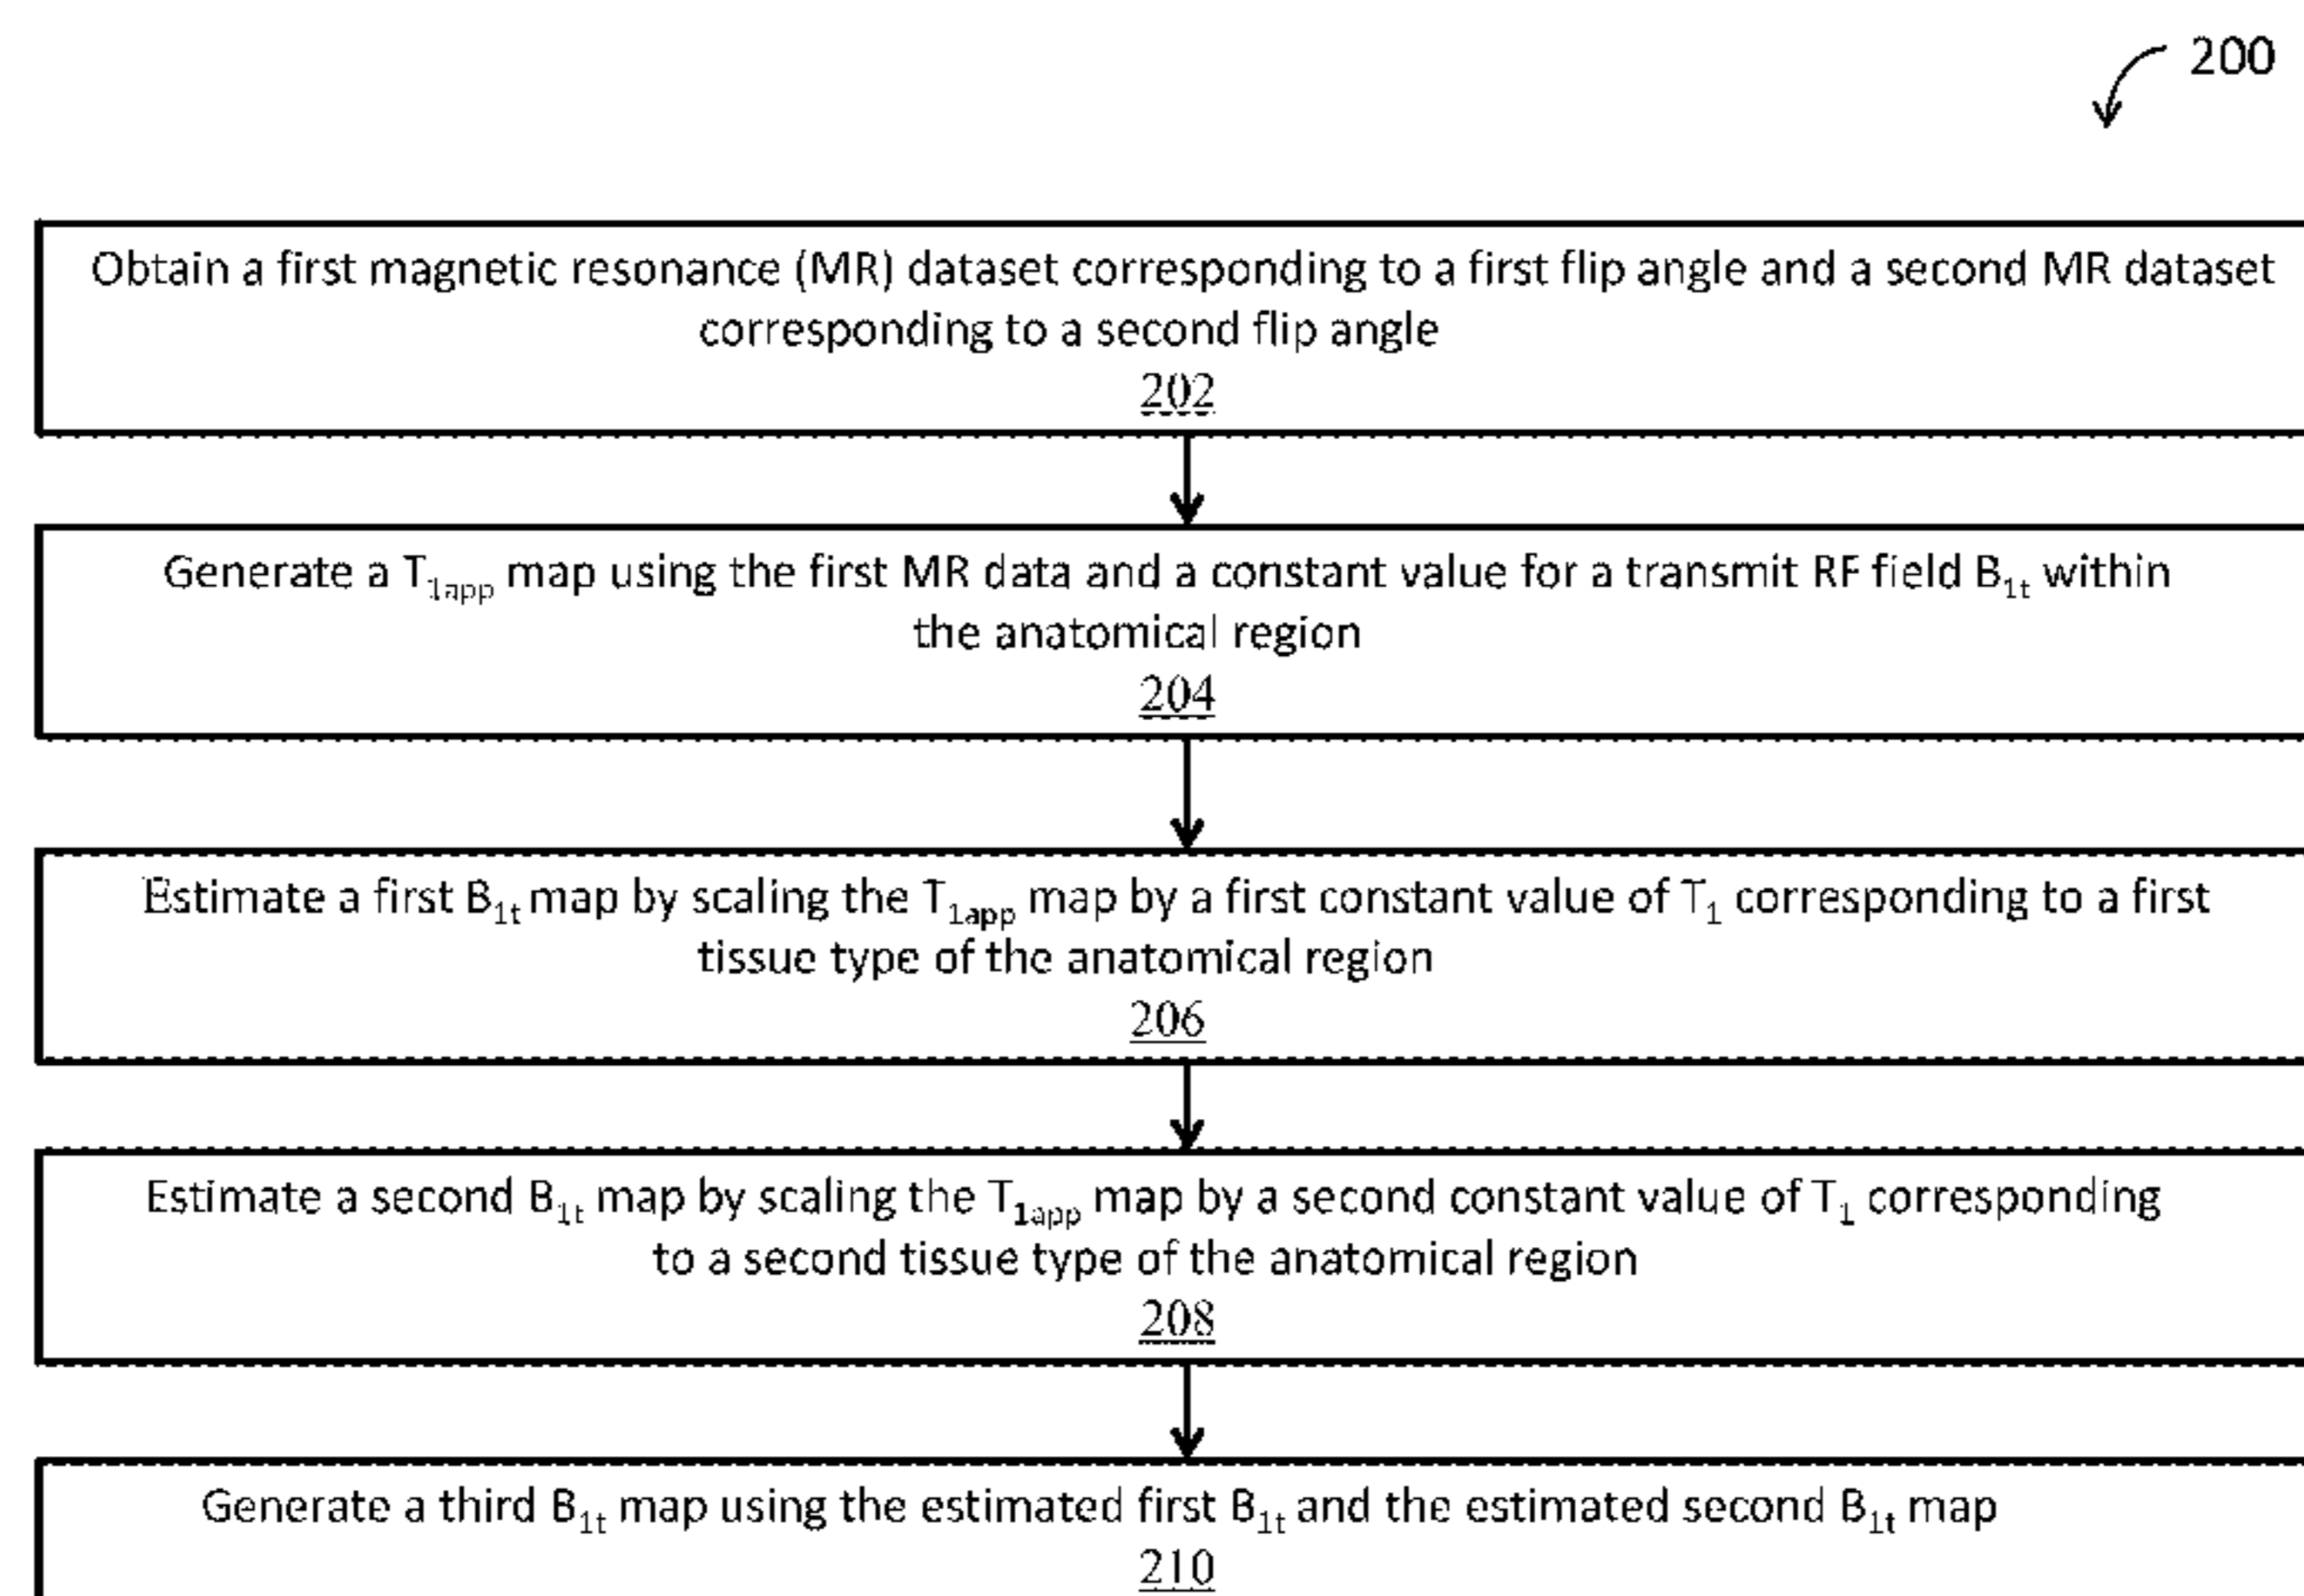 200
Obtain a first magnetic resonance (MR) dataset corresponding to a first flip angle and a second MR dataset
corresponding to a second flip angle
202
Generate a T1app map using the first MR data and a constant value for a transmit RF field B1t within
the anatomical region
204
Estimate a first B1t map by scaling the T1app map by a first constant value of T1 corresponding to a first
tissue type of the anatomical region
206
Estimate a second B1t map by scaling the T1app map by a second constant value of T1 corresponding
to a second tissue type of the anatomical region
208
Generate a third B1t map using the estimated first B1t and the estimated second B1t map
210